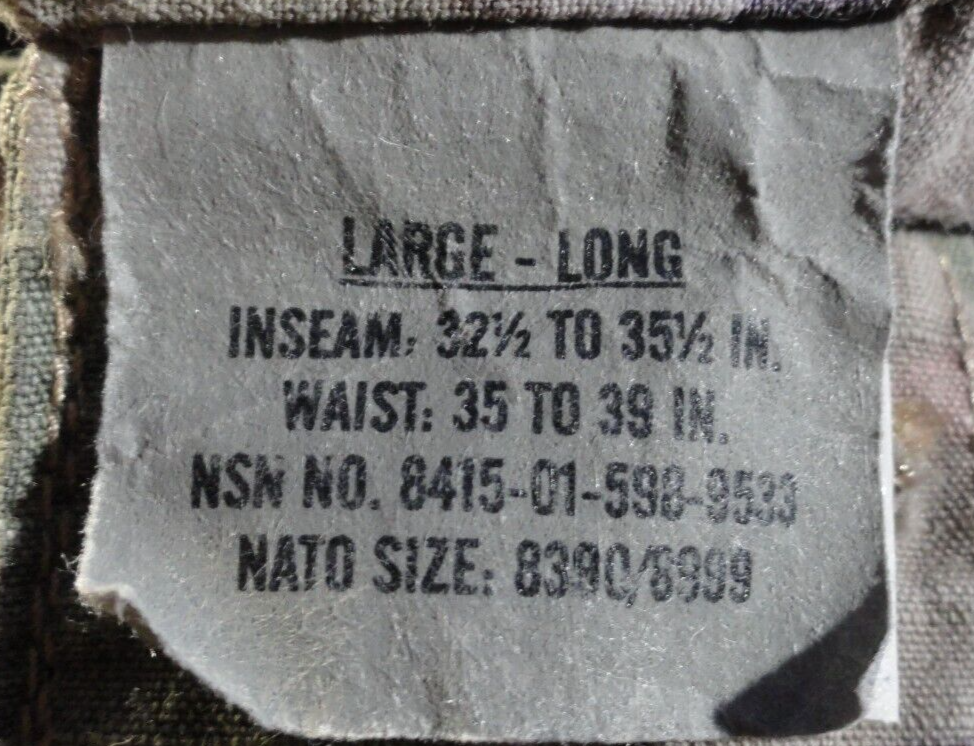 LARGE - LONG
INSEAM: 32½ TO 35½ IN.
WAIST: 35 TO 39 IN.
NSN NO. 8415-01-598-9533
NATO SIZE: 8390/8999